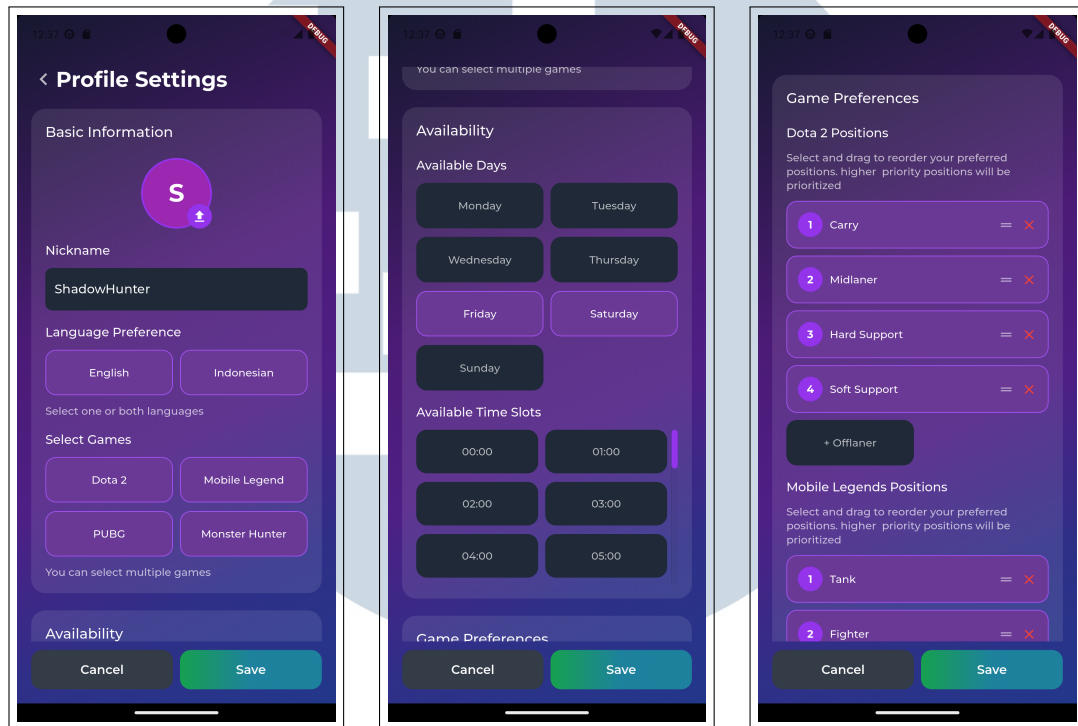 12:37
DEBUG
Profile Settings
Basic Information
S
Nickname
ShadowHunter
Language Preference
English Indonesian
Select one or both languages
Select Games
Dota 2 Mobile Legend
PUBG Monster Hunter
You can select multiple games
Availability
Cancel Save
12:37
DEBUG
You can select multiple games
Availability
Available Days
Monday Tuesday
Wednesday Thursday
Friday Saturday
Sunday
Available Time Slots
00:00 01:00
02:00 03:00
04:00 05:00
Game Preferences
Cancel Save
12:37
DEBUG
Game Preferences
Dota 2 Positions
Select and drag to reorder your preferred
positions. higher priority positions will be
prioritized
1 Carry
2 Midlaner
3 Hard Support
4 Soft Support
+ Offlaner
Mobile Legends Positions
Select and drag to reorder your preferred
positions. higher priority positions will be
prioritized
1 Tank
2 Fighter
Cancel Save